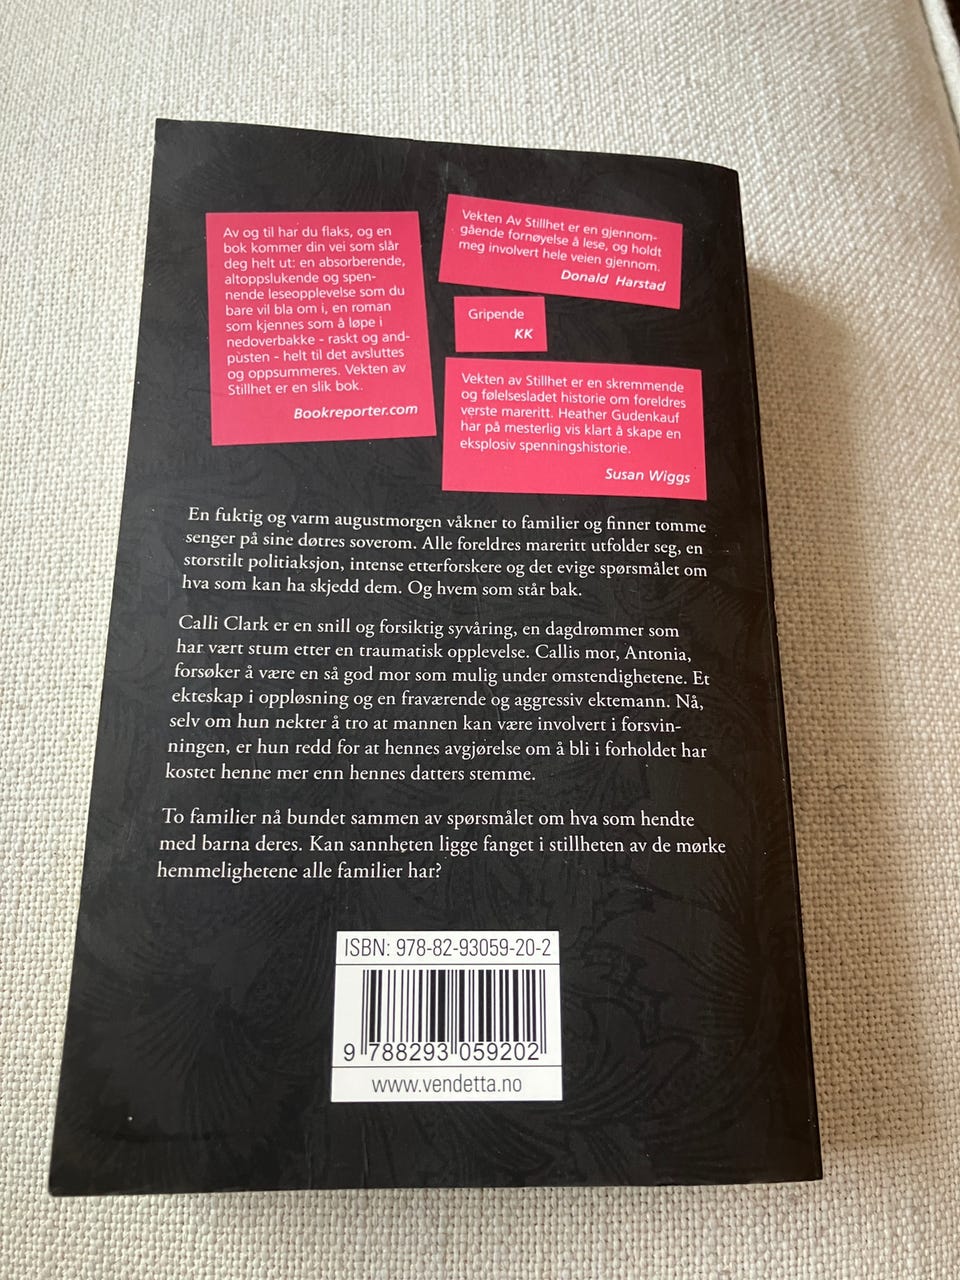 Av og til har du flaks, og en
bok kommer din vei som slår
deg helt ut: en absorberende,
altoppslukende og spen-
nende leseopplevelse som du
bare vil bla om i, en roman
som kjennes som å løpe i
nedoverbakke - raskt og and-
pùsten - helt til det avsluttes
og oppsummeres. Vekten av
Stillhet er en slik bok.
Bookreporter.com
Vekten Av Stillhet er en gjennom-
gående fornøyelse å lese, og holdt
meg involvert hele veien gjennom.
Donald Harstad
Gripende
KK
Vekten av Stillhet er en skremmende
og følelsesladet historie om foreldres
verste mareritt. Heather Gudenkauf
har på mesterlig vis klart å skape en
eksplosiv spenningshistorie.
Susan Wiggs
En fuktig og varm augustmorgen våkner to familier og finner tomme
senger på sine døtres soverom. Alle foreldres mareritt utfolder seg, en
storstilt politiaksjon, intense etterforskere og det evige spørsmålet om
hva som kan ha skjedd dem. Og hvem som står bak.
Calli Clark er en snill og forsiktig syvåring, en dagdrømmer som
har vært stum etter en traumatisk opplevelse. Callis mor, Antonia,
forsøker å være en så god mor som mulig under omstendighetene. Et
ekteskap i oppløsning og en fraværende og aggressiv ektemann. Nå,
selv om hun nekter å tro at mannen kan være involvert i forsvin-
ningen, er hun redd for at hennes avgjørelse om å bli i forholdet har
kostet henne mer enn hennes datters stemme.
To familier nå bundet sammen av spørsmålet om hva som hendte
med barna deres. Kan sannheten ligge fanget i stillheten av de mørke
hemmelighetene alle familier har?
ISBN: 978-82-93059-20-2
9 788293 059202
www.vendetta.no